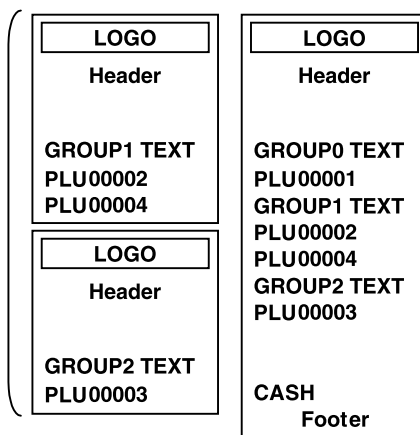 LOGO
Header
GROUP1 TEXT
PLU00002
PLU00004
LOGO
Header
GROUP2 TEXT
PLU00003
LOGO
Header
GROUP0 TEXT
PLU00001
GROUP1 TEXT
PLU00002
PLU00004
GROUP2 TEXT
PLU00003
CASH
Footer